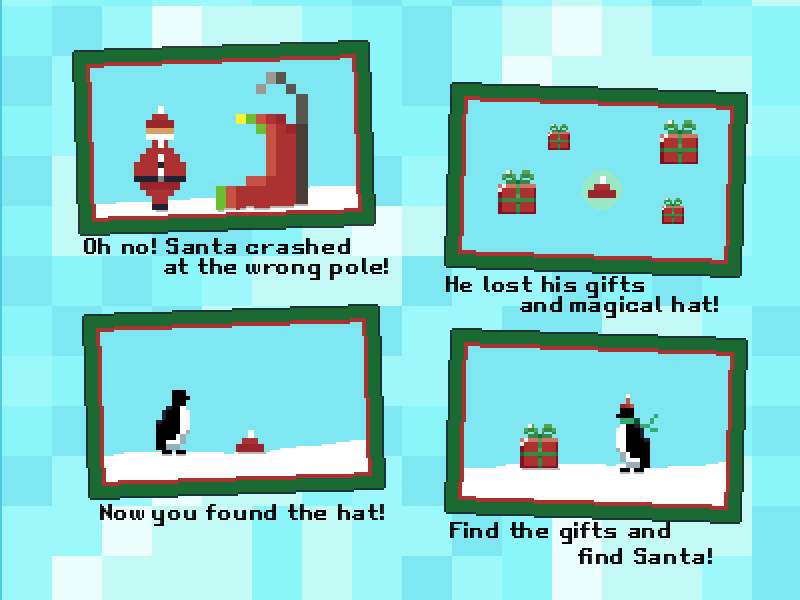 Oh no! Santa crashed
at the wrong pole!
He lost his gifts
and magical hat!
Now you found the hat!
Find the gifts and
find Santa!